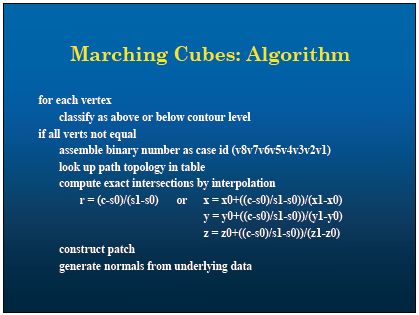 Marching Cubes: Algorithm
for each vertex
classify as above or below contour level
if all verts not equal
assemble binary number as case id (v8v7v6v5v4v3v2v1)
look up path topology in table
compute exact intersections by interpolation
r = (c-s0)/(s1-s0) or x = x0+((c-s0)/s1-s0))/(x1-x0)
y = y0+((c-s0)/s1-s0))/(y1-y0)
z = z0+((c-s0)/s1-s0))/(z1-z0)
construct patch
generate normals from underlying data